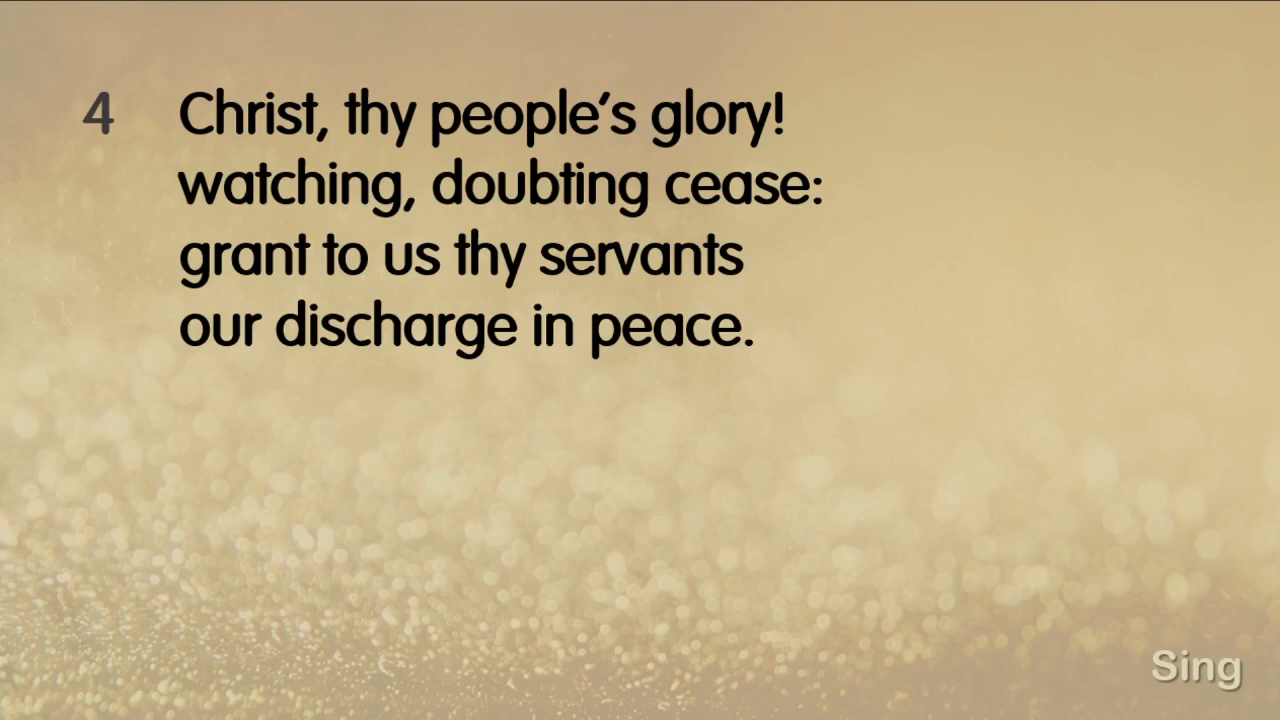 4 Christ, thy people’s glory!
watching, doubting cease:
grant to us thy servants
our discharge in peace.
Sing